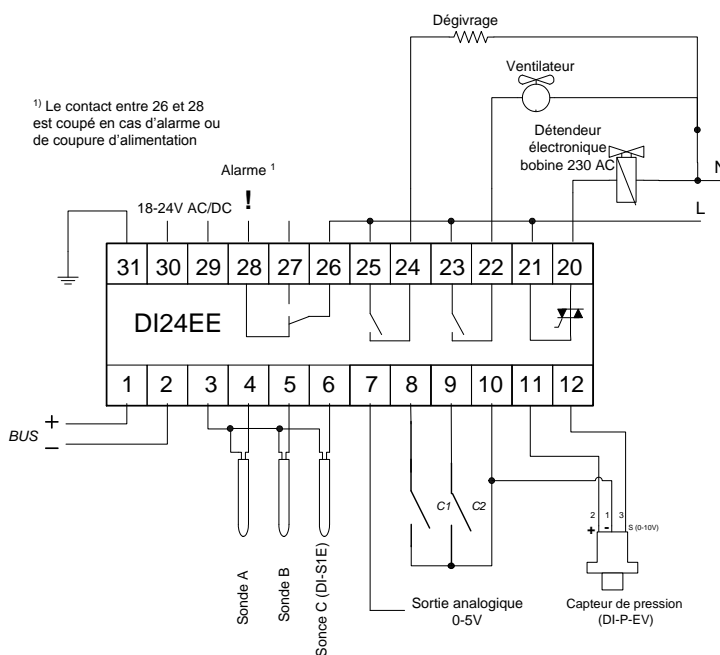 Dégivrage
Ventilateur
1) Le contact entre 26 et 28
est coupé en cas d'alarme ou
de coupure d'alimentation
Détendeur
électronique
bobine 230 AC
Alarme 1
N
18-24V AC/DC
!
L
31 30 29 28 27 26 25 24 23 22 21 20
DI24EE
1 2 3 4 5 6 7 8 9 10 11 12
+
BUS
–
C1 C2
2 1 3
+ - S (0-10V)
Sonde A
Sonde B
Sonce C (DI-S1E)
Sortie analogique
0-5V
Capteur de pression
(DI-P-EV)